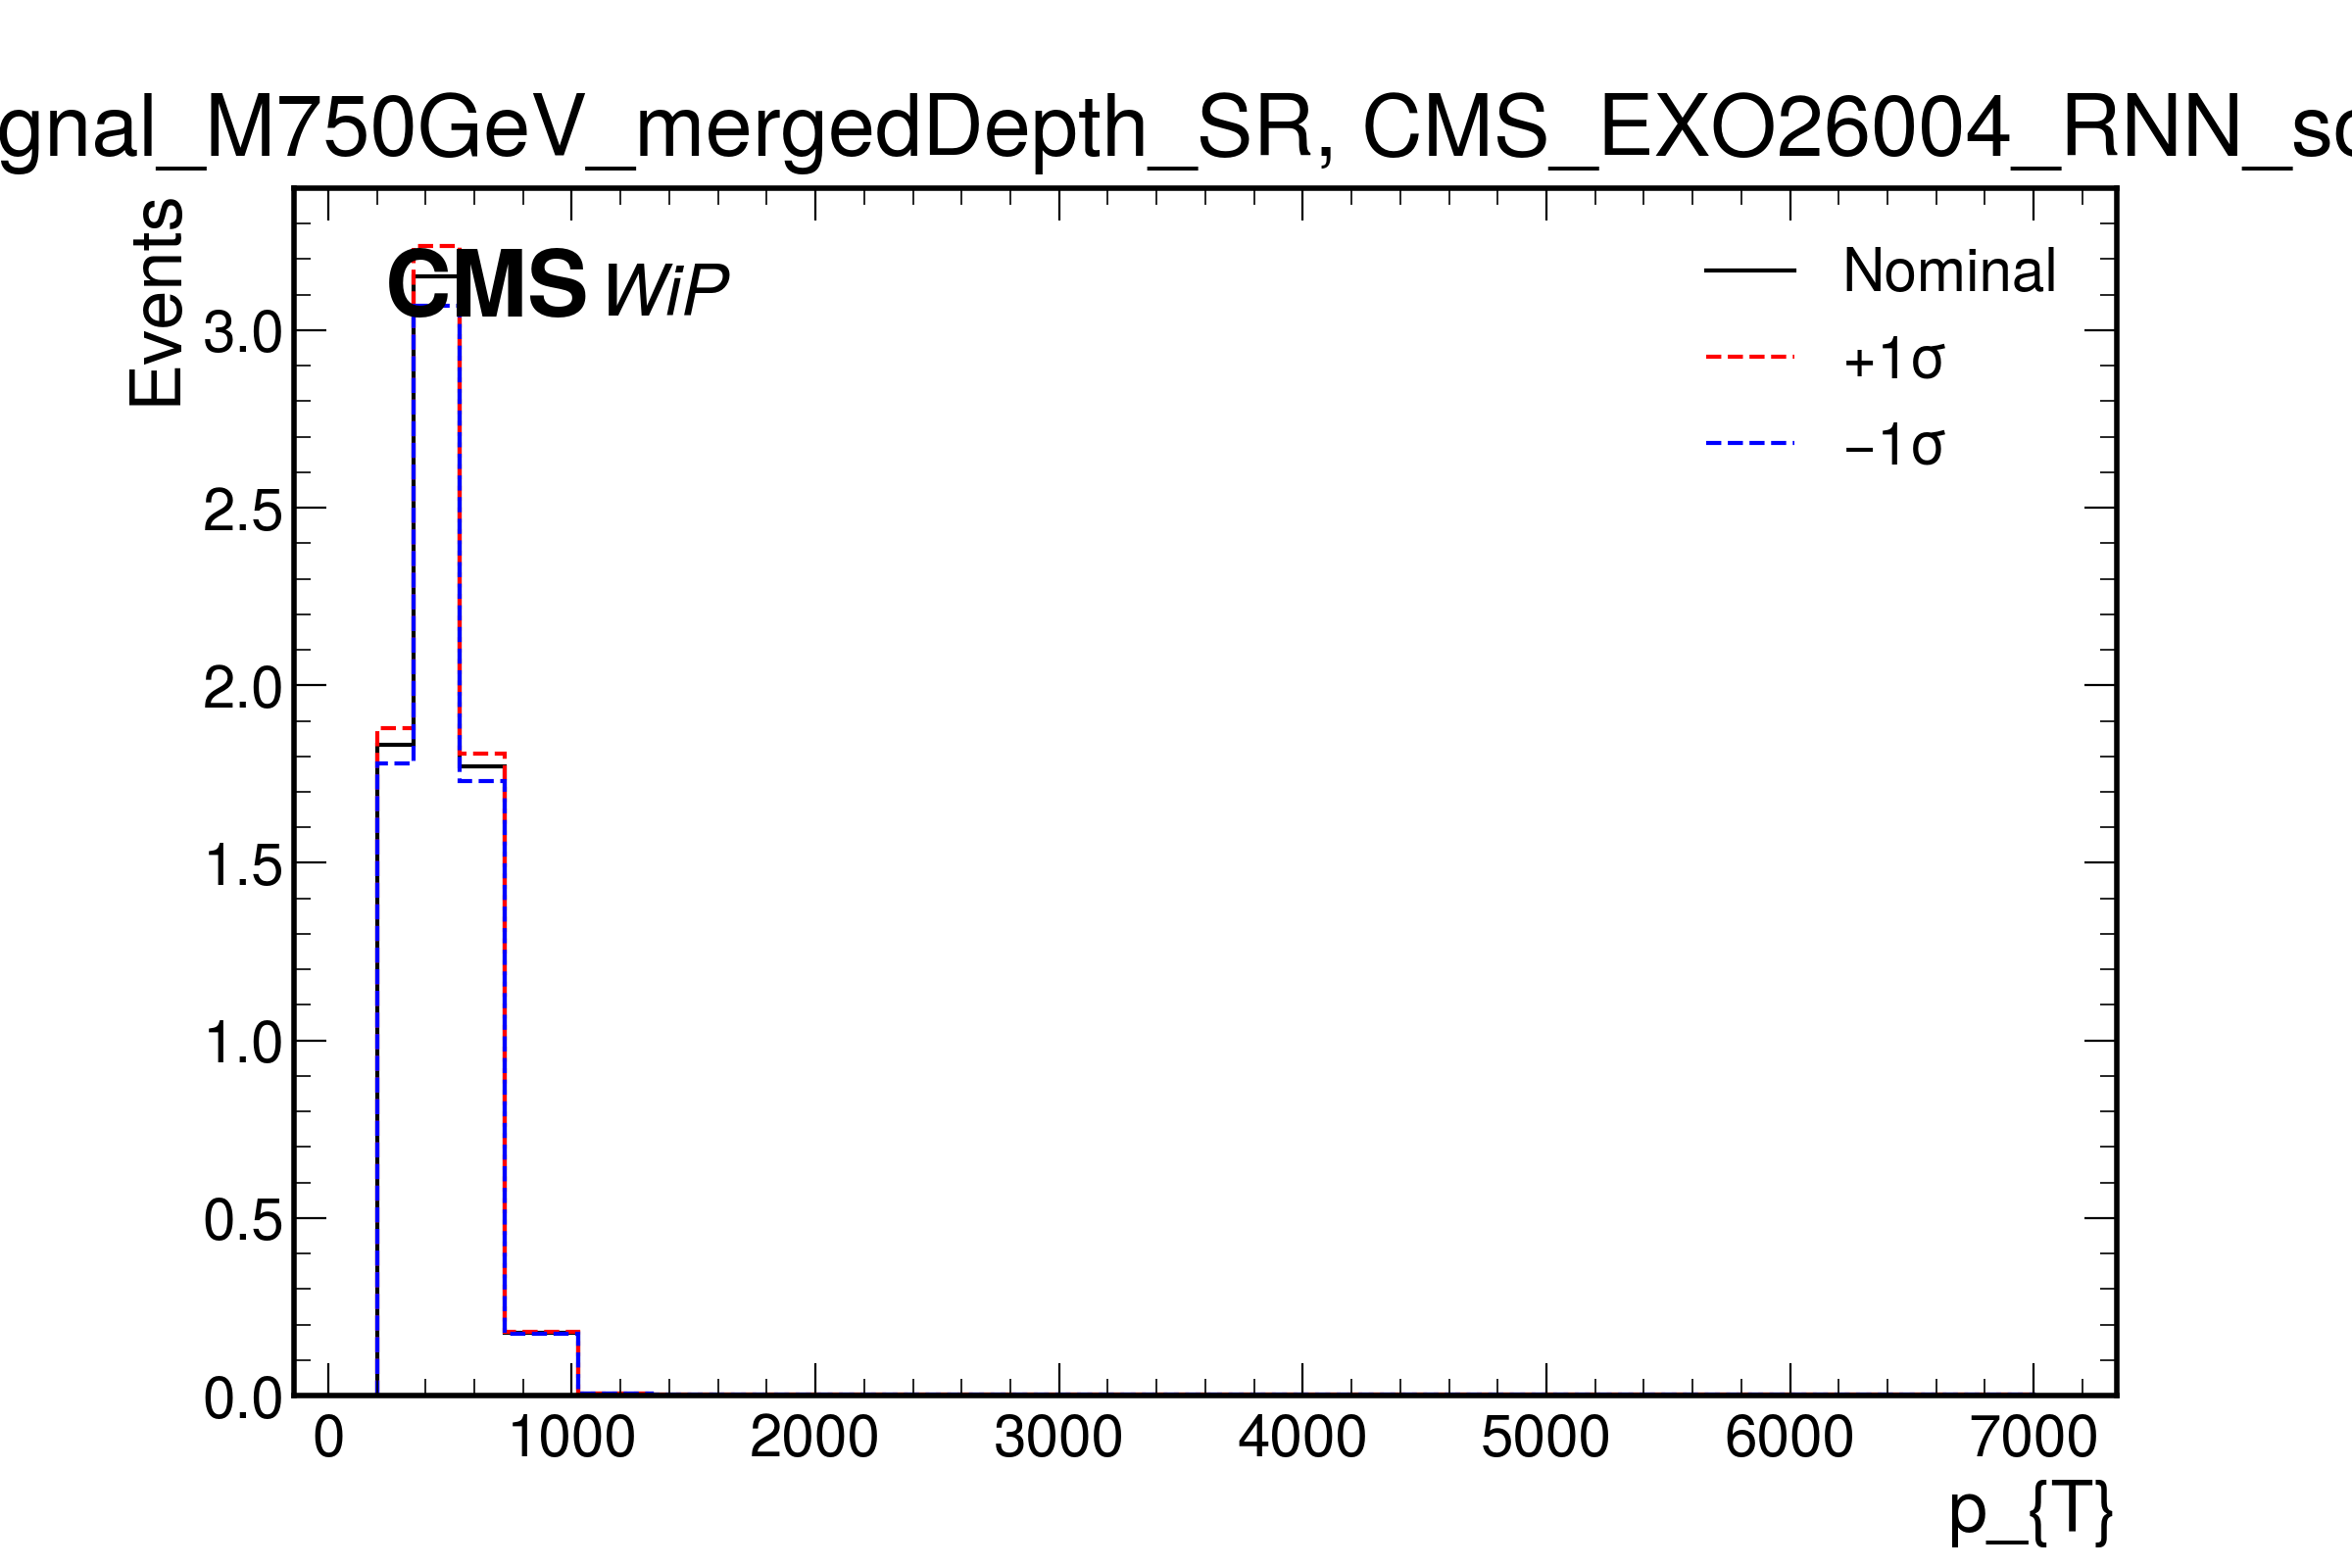 gnal_M750GeV_mergedDepth_SR, CMS_EXO26004_RNN_sc
Events
CMS WiP
Nominal
+1σ
−1σ
3.0
2.5
2.0
1.5
1.0
0.5
0.0
0 1000 2000 3000 4000 5000 6000 7000
p_{T}